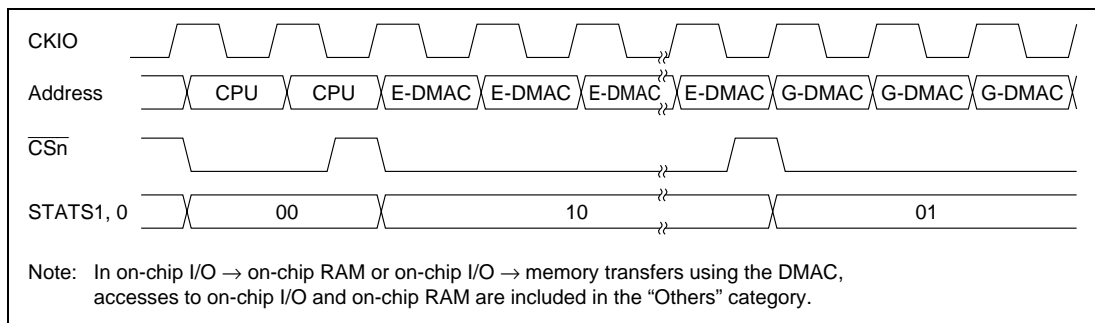 CKIO
Address CPU CPU E-DMAC E-DMAC E-DMAC E-DMAC G-DMAC G-DMAC G-DMAC
CSn
STATS1, 0 00 10 01
Note: In on-chip I/O → on-chip RAM or on-chip I/O → memory transfers using the DMAC,
accesses to on-chip I/O and on-chip RAM are included in the “Others” category.